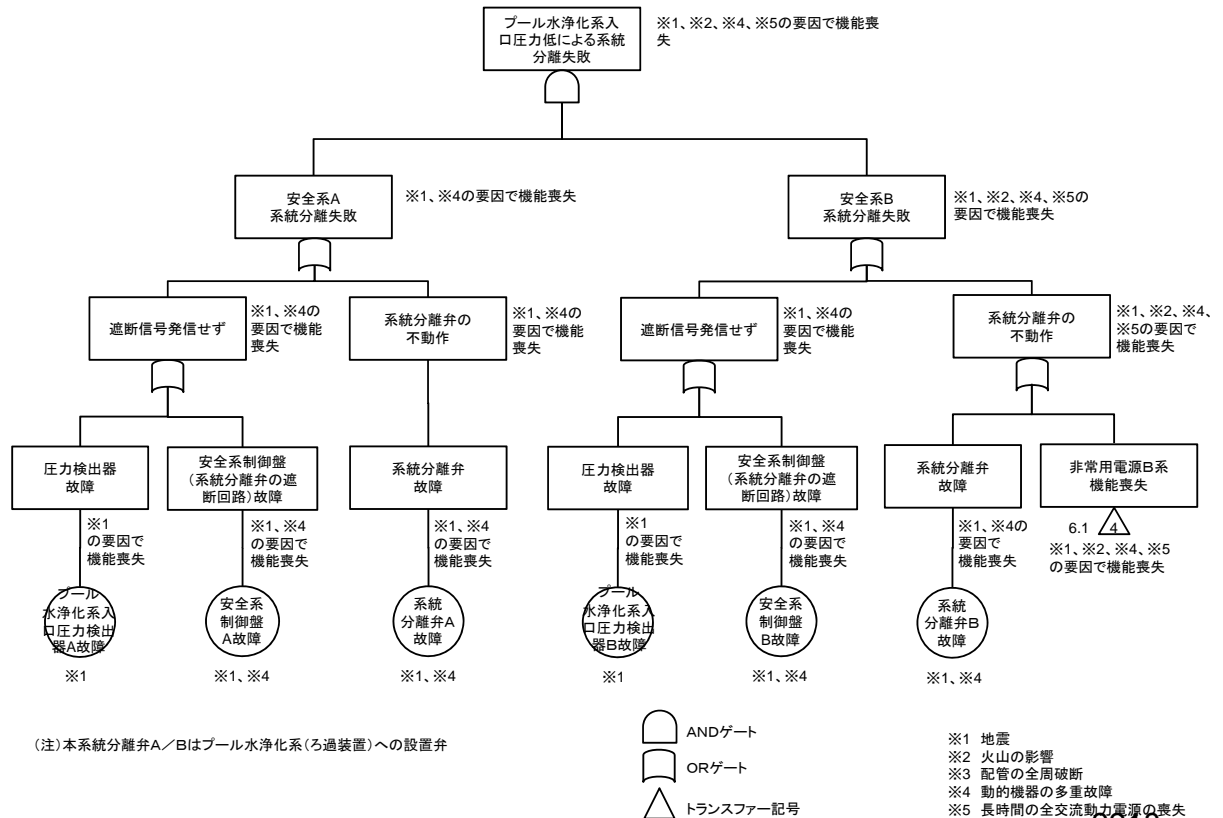 プール水浄化系入
口圧力低による系統
分離失敗
※1、※2、※4、※5の要因で機能喪
失
安全系A
系統分離失敗
※1、※4の要因で機能喪失
安全系B
系統分離失敗
※1、※2、※4、※5の
要因で機能喪失
遮断信号発信せず
※1、※4の
要因で機能
喪失
系統分離弁の
不動作
※1、※4の
要因で機能
喪失
遮断信号発信せず
※1、※4の
要因で機能
喪失
系統分離弁の
不動作
※1、※2、※4、
※5の要因で
機能喪失
圧力検出器
故障
安全系制御盤
(系統分離弁の遮
断回路)故障
系統分離弁
故障
圧力検出器
故障
安全系制御盤
(系統分離弁の遮
断回路)故障
系統分離弁
故障
非常用電源B系
機能喪失
※1
の要因で
機能喪失
※1、※4
の要因で
機能喪失
※1、※4
の要因で
機能喪失
※1
の要因で
機能喪失
※1、※4
の要因で
機能喪失
※1、※4の
要因で
機能喪失
6.1 4
※1、※2、※4、※5
の要因で機能喪失
プール
水浄化系入
口圧力検出
器A故障
安全系
制御盤
A故障
系統
分離弁A
故障
プール
水浄化系入
口圧力検出
器B故障
安全系
制御盤
B故障
系統
分離弁B
故障
※1
※1、※4
※1、※4
※1
※1、※4
※1、※4
(注)本系統分離弁A/Bはプール水浄化系(ろ過装置)への設置弁
ANDゲート
ORゲート
トランスファー記号
※1 地震
※2 火山の影響
※3 配管の全周破断
※4 動的機器の多重故障
※5 長時間の全交流動力電源の喪失